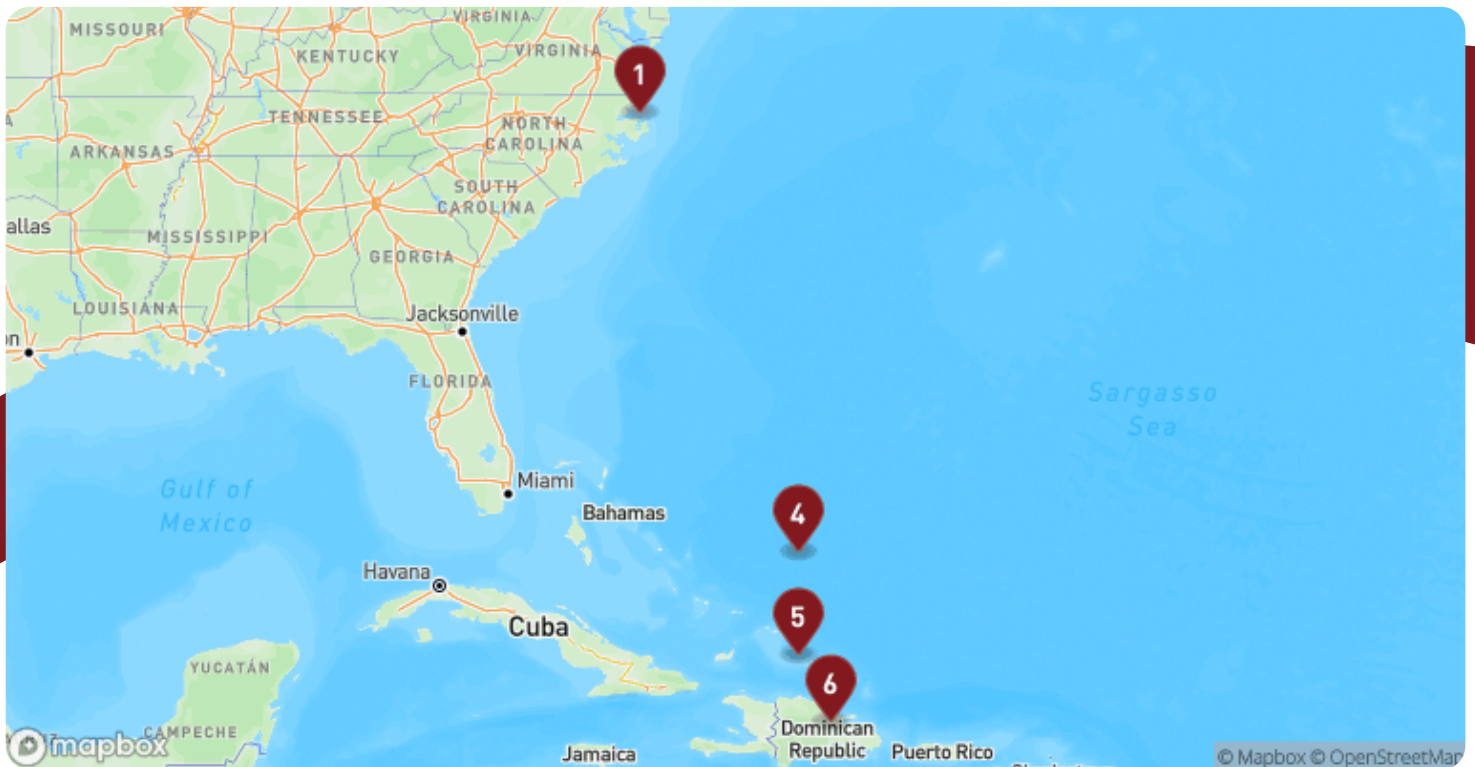 VIRGINIA
MISSOURI
KENTUCKY
VIRGINIA
1
TENNESSEE
NORTH
CAROLINA
ARKANSAS
SOUTH
CAROLINA
allas
MISSISSIPPI
GEORGIA
LOUISIANA
Jacksonville
on
FLORIDA
Sargasso
Sea
Gulf of
Mexico
Miami
Bahamas
4
Havana
Cuba
5
YUCATÁN
6
CAMPECHE
Dominican
Republic
Puerto Rico
Jamaica
mapbox
© Mapbox © OpenStreetMap